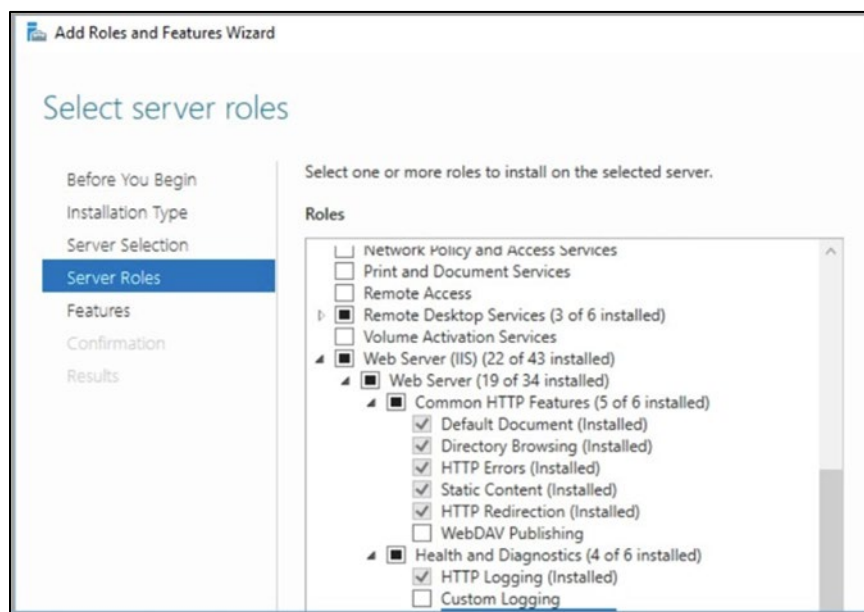 Add Roles and Features Wizard
Select server roles
Before You Begin
Installation Type
Server Selection
Server Roles
Features
Confirmation
Results
Select one or more roles to install on the selected server.
Roles
Network Policy and Access Services
Print and Document Services
Remote Access
Remote Desktop Services (3 of 6 installed)
Volume Activation Services
Web Server (IIS) (22 of 43 installed)
Web Server (19 of 34 installed)
Common HTTP Features (5 of 6 installed)
Default Document (Installed)
Directory Browsing (Installed)
HTTP Errors (Installed)
Static Content (Installed)
HTTP Redirection (Installed)
WebDAV Publishing
Health and Diagnostics (4 of 6 installed)
HTTP Logging (Installed)
Custom Logging